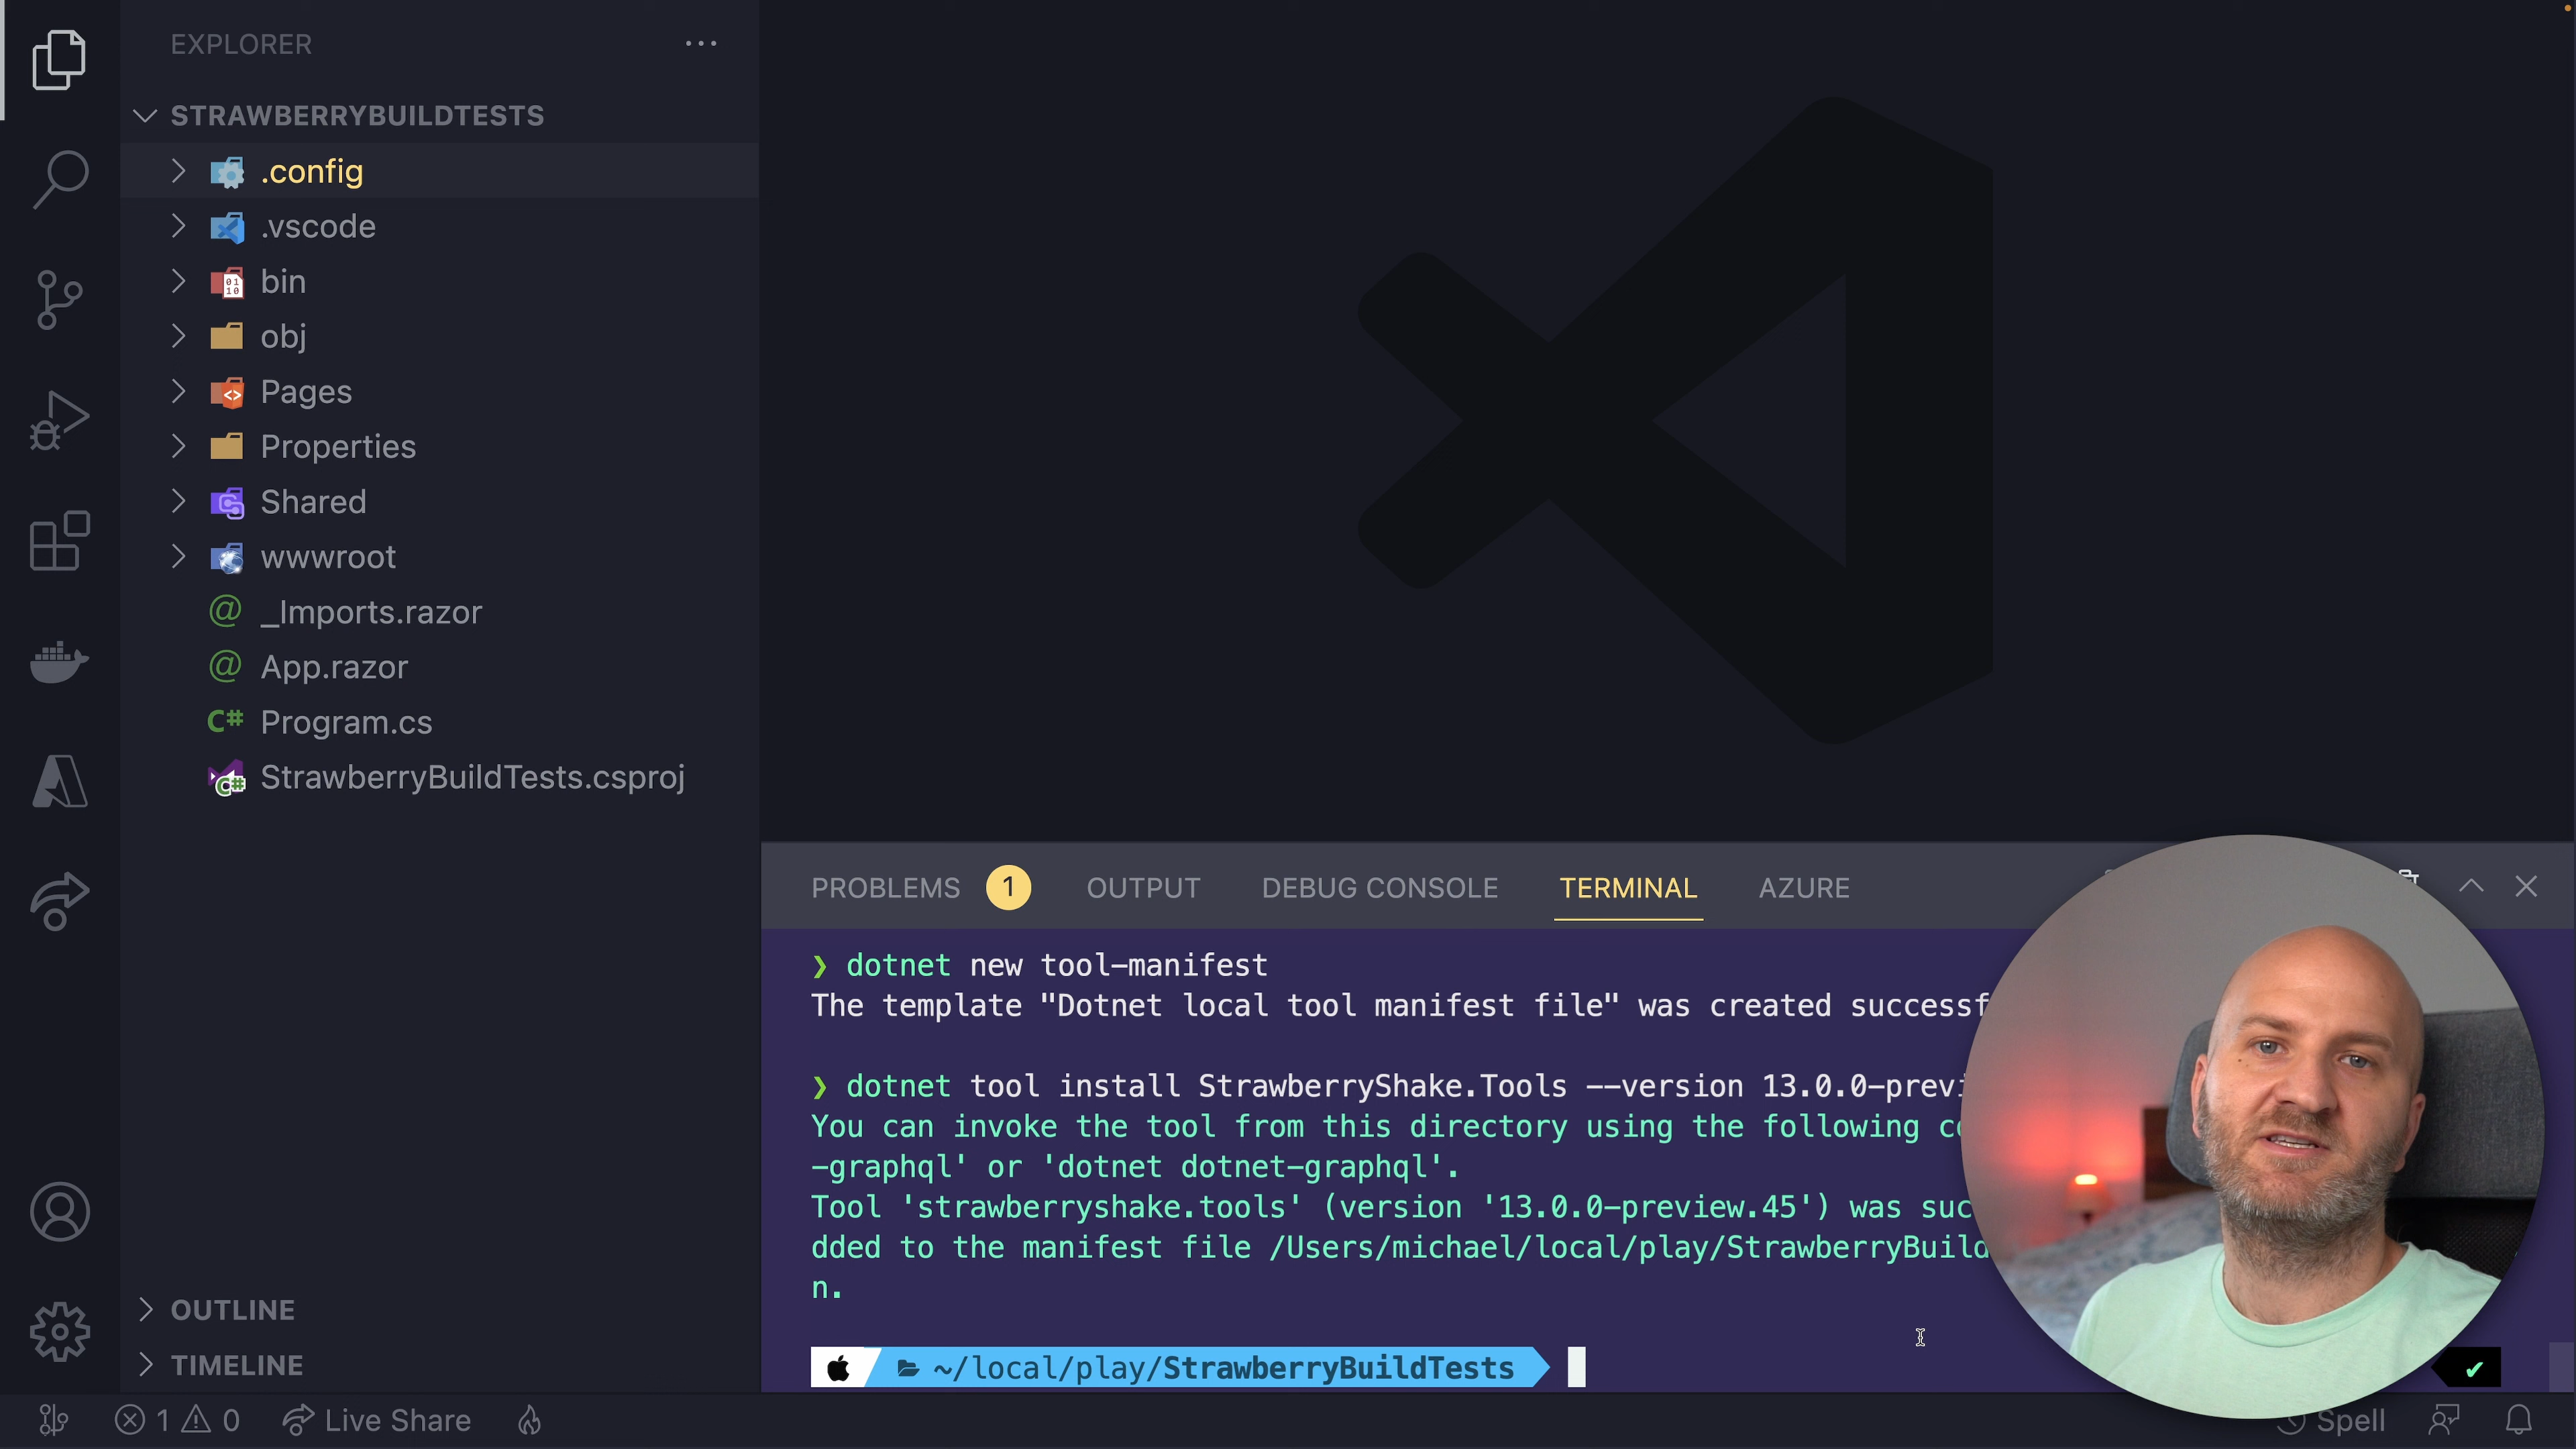 EXPLORER
STRAWBERRYBUILDTESTS
.config
.vscode
bin
obj
Pages
Properties
Shared
wwwroot
_Imports.razor
App.razor
C# Program.cs
StrawberryBuildTests.csproj
OUTLINE
TIMELINE
PROBLEMS 1 OUTPUT DEBUG CONSOLE TERMINAL AZURE
❯ dotnet new tool-manifest
The template "Dotnet local tool manifest file" was created successf
❯ dotnet tool install StrawberryShake.Tools --version 13.0.0-previ
You can invoke the tool from this directory using the following co
-graphql' or 'dotnet dotnet-graphql'.
Tool 'strawberryshake.tools' (version '13.0.0-preview.45') was suc
dded to the manifest file /Users/michael/local/play/StrawberryBuild
n.
~/local/play/StrawberryBuildTests
1 0 Live Share Spell